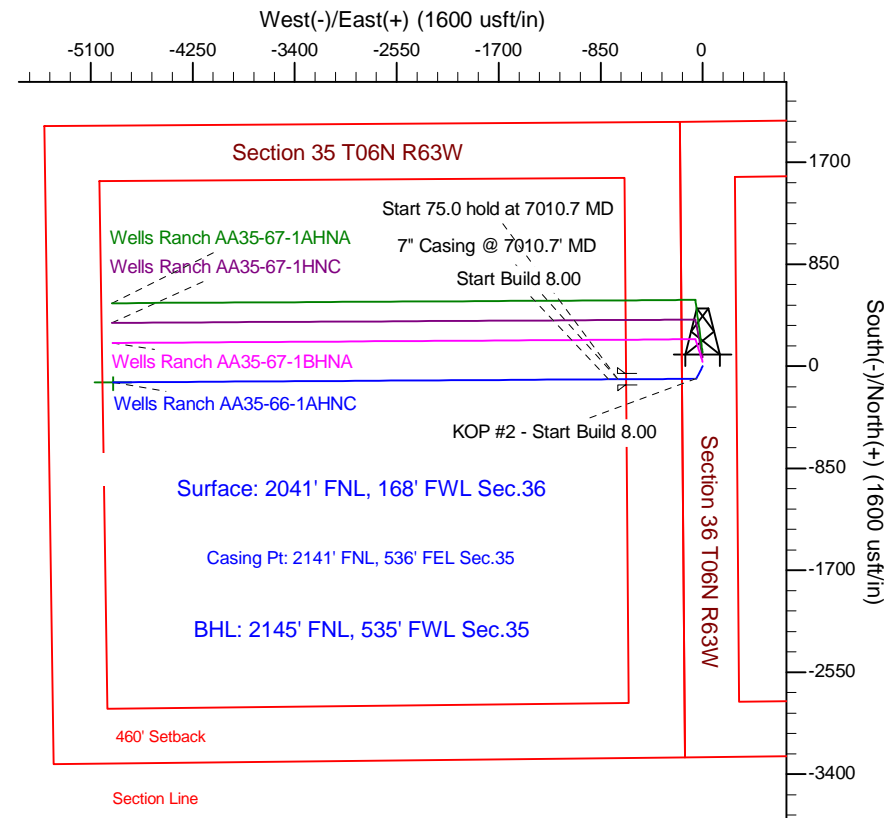 West(-)/East(+) (1600 usft/in)
-5100 -4250 -3400 -2550 -1700 -850 0
Section 35 T06N R63W
1700
Start 75.0 hold at 7010.7 MD
Wells Ranch AA35-67-1AHNA
7" Casing @ 7010.7' MD
Wells Ranch AA35-67-1HNC
850
Start Build 8.00
South(-)/North(+) (1600 usft/in)
Wells Ranch AA35-67-1BHNA
0
Wells Ranch AA35-66-1AHNC
KOP #2 - Start Build 8.00
Section 36 T06N R63W
-850
Surface: 2041' FNL, 168' FWL Sec.36
Casing Pt: 2141' FNL, 536' FEL Sec.35
-1700
BHL: 2145' FNL, 535' FWL Sec.35
-2550
460' Setback
-3400
Section Line